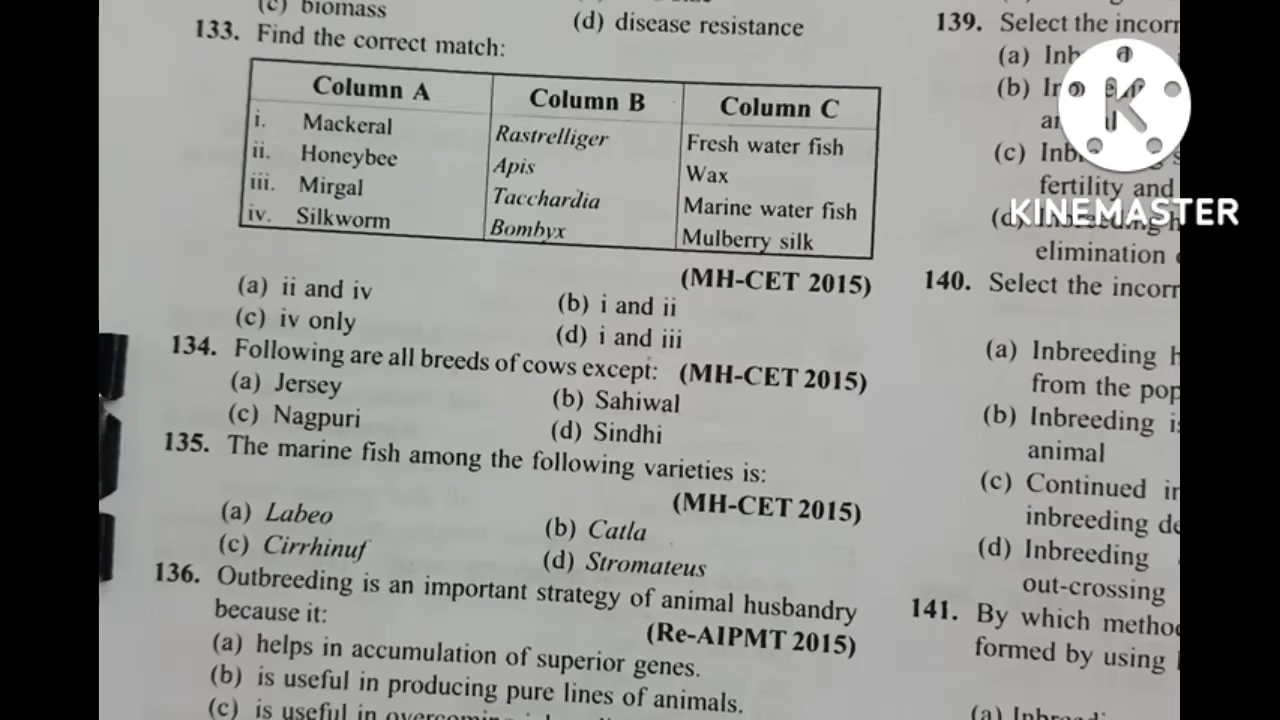 (c) biomass
(d) disease resistance
133. Find the correct match:
Column A Column B Column C
i. Mackeral Rastrelliger Fresh water fish
ii. Honeybee Apis Wax
iii. Mirgal Tacchardia Marine water fish
iv. Silkworm Bombyx Mulberry silk
(MH-CET 2015)
(a) ii and iv (b) i and ii
(c) iv only (d) i and iii
134. Following are all breeds of cows except: (MH-CET 2015)
(a) Jersey (b) Sahiwal
(c) Nagpuri (d) Sindhi
135. The marine fish among the following varieties is:
(MH-CET 2015)
(a) Labeo (b) Catla
(c) Cirrhinuf (d) Stromateus
136. Outbreeding is an important strategy of animal husbandry
because it:
(Re-AIPMT 2015)
(a) helps in accumulation of superior genes.
(b) is useful in producing pure lines of animals.
(c) is useful in
139. Select the incorr
(a) Inb
(b)
(c) Inb
fertility and
(d)
elimination
140. Select the incorr
(a) Inbreeding h
from the pop
(b) Inbreeding is
animal
(c) Continued in
inbreeding de
(d) Inbreeding
out-crossing
141. By which metho
formed by using
(a)
K
KINEMASTER